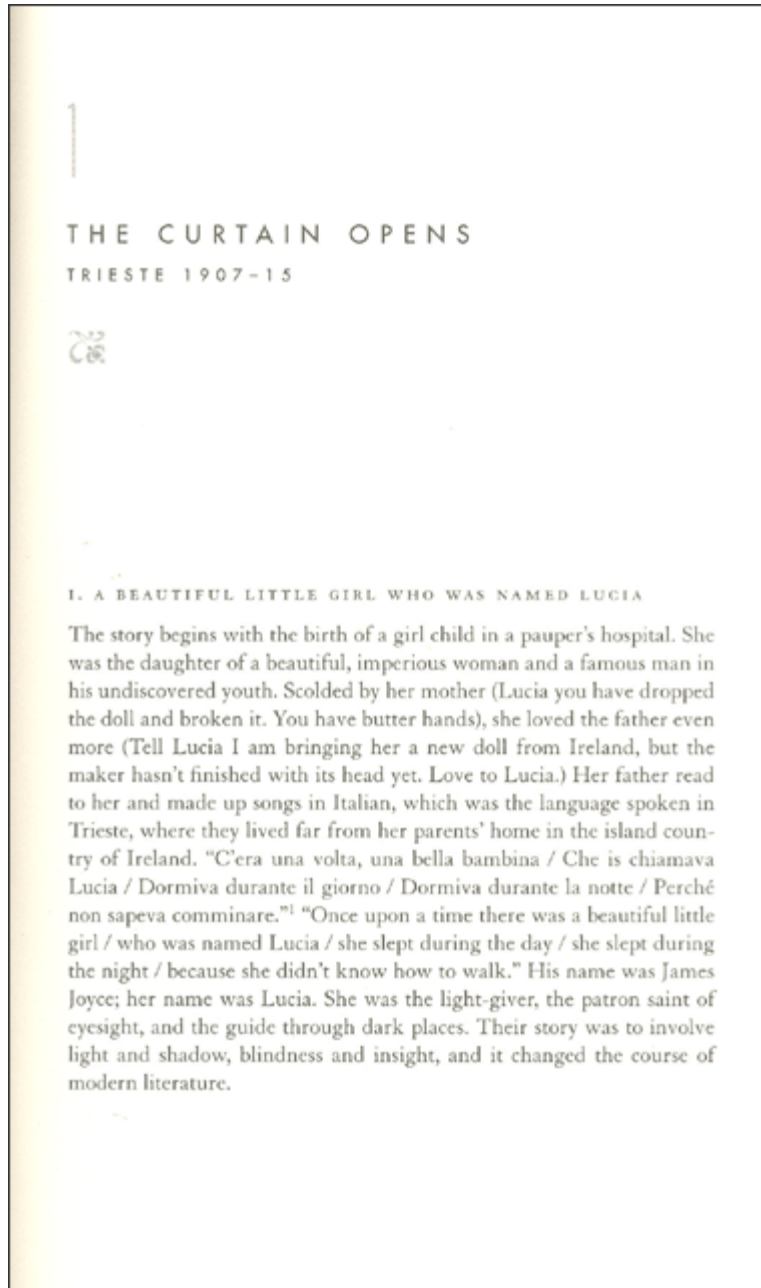 1
THE CURTAIN OPENS
TRIESTE 1907–15
I. A BEAUTIFUL LITTLE GIRL WHO WAS NAMED LUCIA
The story begins with the birth of a girl child in a pauper's hospital. She
was the daughter of a beautiful, imperious woman and a famous man in
his undiscovered youth. Scolded by her mother (Lucia you have dropped
the doll and broken it. You have butter hands), she loved the father even
more (Tell Lucia I am bringing her a new doll from Ireland, but the
maker hasn't finished with its head yet. Love to Lucia.) Her father read
to her and made up songs in Italian, which was the language spoken in
Trieste, where they lived far from her parents' home in the island coun-
try of Ireland. “C'era una volta, una bella bambina / Che is chiamava
Lucia / Dormiva durante il giorno / Dormiva durante la notte / Perché
non sapeva comminare.”¹ “Once upon a time there was a beautiful little
girl / who was named Lucia / she slept during the day / she slept during
the night / because she didn't know how to walk.” His name was James
Joyce; her name was Lucia. She was the light-giver, the patron saint of
eyesight, and the guide through dark places. Their story was to involve
light and shadow, blindness and insight, and it changed the course of
modern literature.